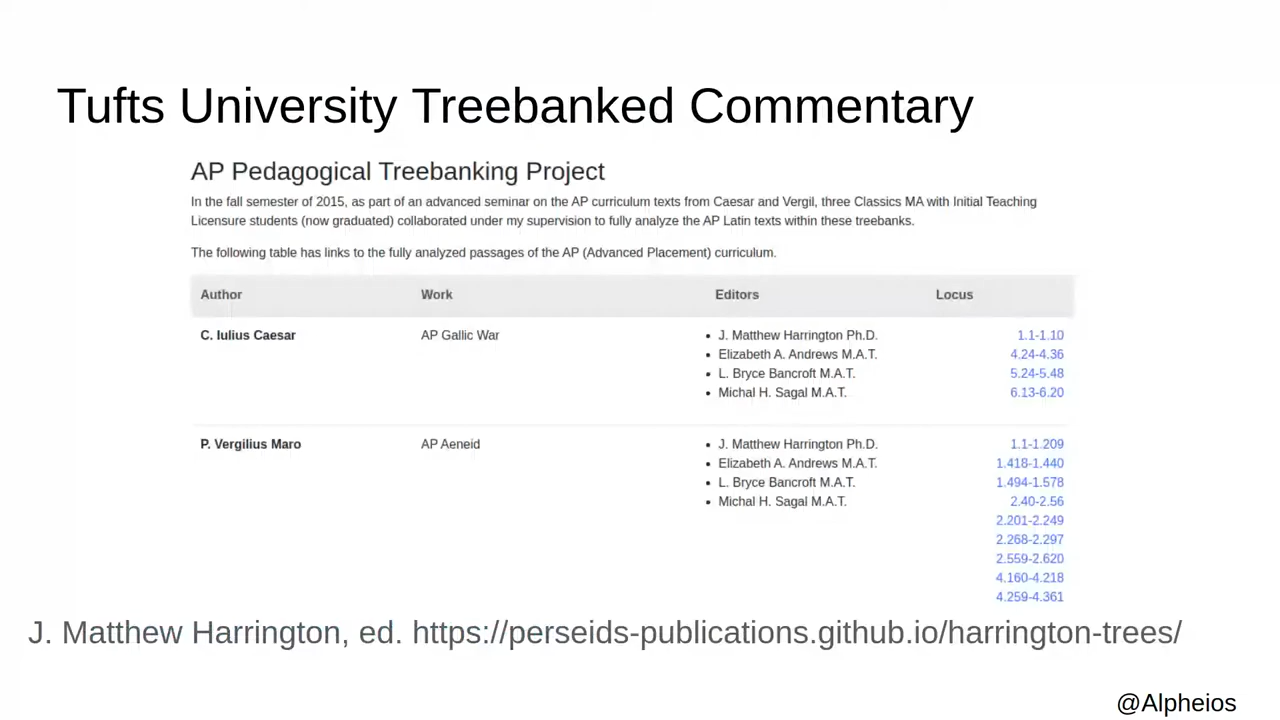 Tufts University Treebanked Commentary
AP Pedagogical Treebanking Project
In the fall semester of 2015, as part of an advanced seminar on the AP curriculum texts from Caesar and Vergil, three Classics MA with Initial Teaching
Licensure students (now graduated) collaborated under my supervision to fully analyze the AP Latin texts within these treebanks.
The following table has links to the fully analyzed passages of the AP (Advanced Placement) curriculum.
Author Work Editors Locus
C. Iulius Caesar AP Gallic War • J. Matthew Harrington Ph.D. 1.1-1.10
• Elizabeth A. Andrews M.A.T. 4.24-4.36
• L. Bryce Bancroft M.A.T. 5.24-5.48
• Michal H. Sagal M.A.T. 6.13-6.20
P. Vergilius Maro AP Aeneid • J. Matthew Harrington Ph.D. 1.1-1.209
• Elizabeth A. Andrews M.A.T. 1.418-1.440
• L. Bryce Bancroft M.A.T. 1.494-1.578
• Michal H. Sagal M.A.T. 2.40-2.56
2.201-2.249
2.268-2.297
2.559-2.620
4.160-4.218
4.259-4.361
J. Matthew Harrington, ed. https://perseids-publications.github.io/harrington-trees/
@Alpheios